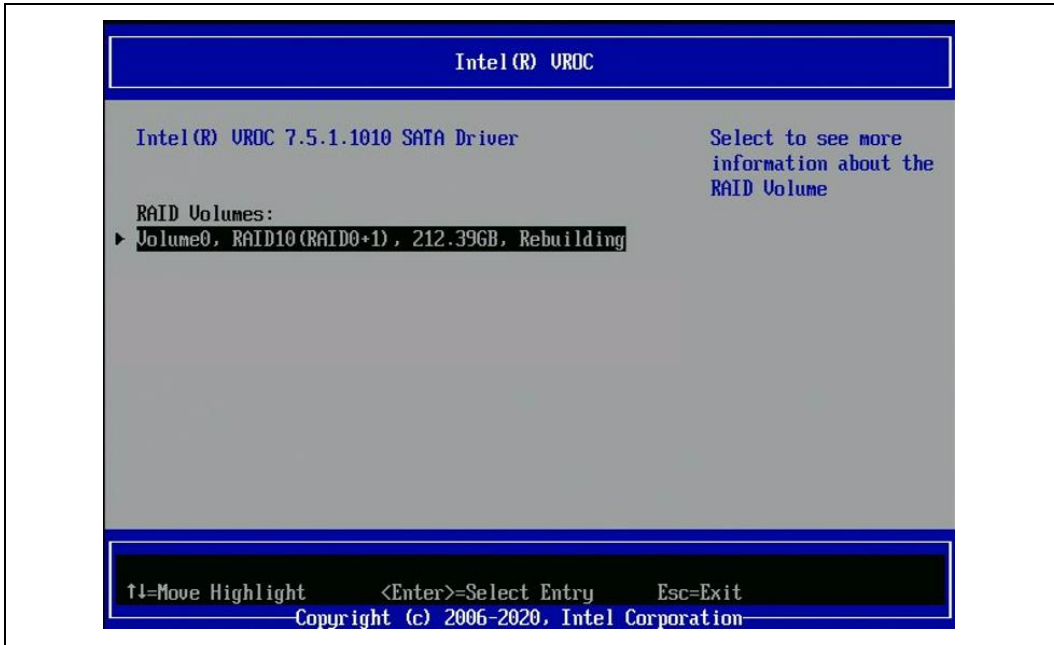 Intel(R) VROC
Intel(R) VROC 7.5.1.1010 SATA Driver
Select to see more
information about the
RAID Volume
RAID Volumes:
► Volume0, RAID10(RAID0+1), 212.39GB, Rebuilding
↑↓=Move Highlight <Enter>=Select Entry Esc=Exit
Copyright (c) 2006-2020, Intel Corporation